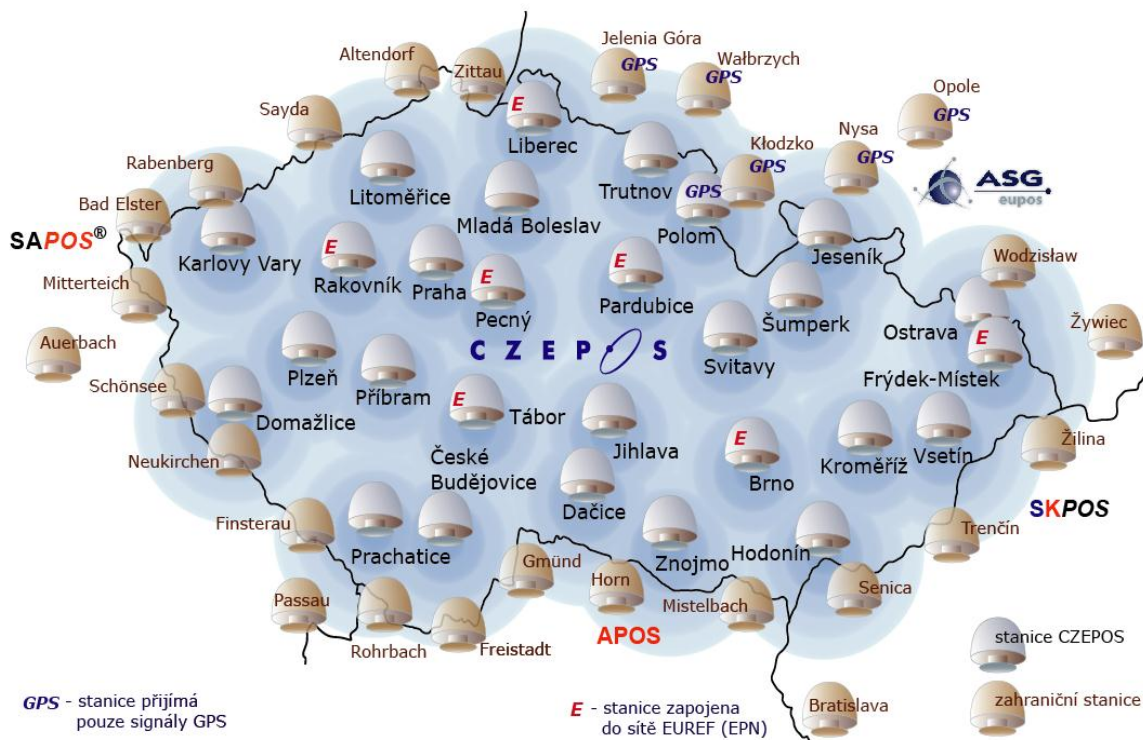 Jelenia Góra
Altendorf
Zittau
GPS
Wałbrzych
GPS
Opole
GPS
Sayda
E
Liberec
Nysa
GPS
Kłodzko
GPS
Rabenberg
Litoměřice
Trutnov
GPS
Polom
ASG
eupos
Bad Elster
Mladá Boleslav
SAPOS®
Karlovy Vary
E
Rakovník
Praha
E
Pecný
E
Pardubice
Jeseník
Wodzisław
Mitterteich
Šumperk
Ostrava
Żywiec
Auerbach
CZEPOS
Svitavy
E
Frýdek-Místek
Schönsee
Plzeň
Příbram
E
Tábor
Domažlice
Jihlava
E
Brno
Kroměříž
Vsetín
Žilina
Neukirchen
České
Budějovice
Dačice
SKPOS
Finsterau
Prachatice
Gmünd
Znojmo
Hodonín
Trenčín
Passau
Horn
Mistelbach
Senica
Rohrbach
Freistadt
APOS
stanice CZEPOS
GPS - stanice přijímá
pouze signály GPS
E - stanice zapojena
do sítě EUREF (EPN)
Bratislava
zahraniční stanice